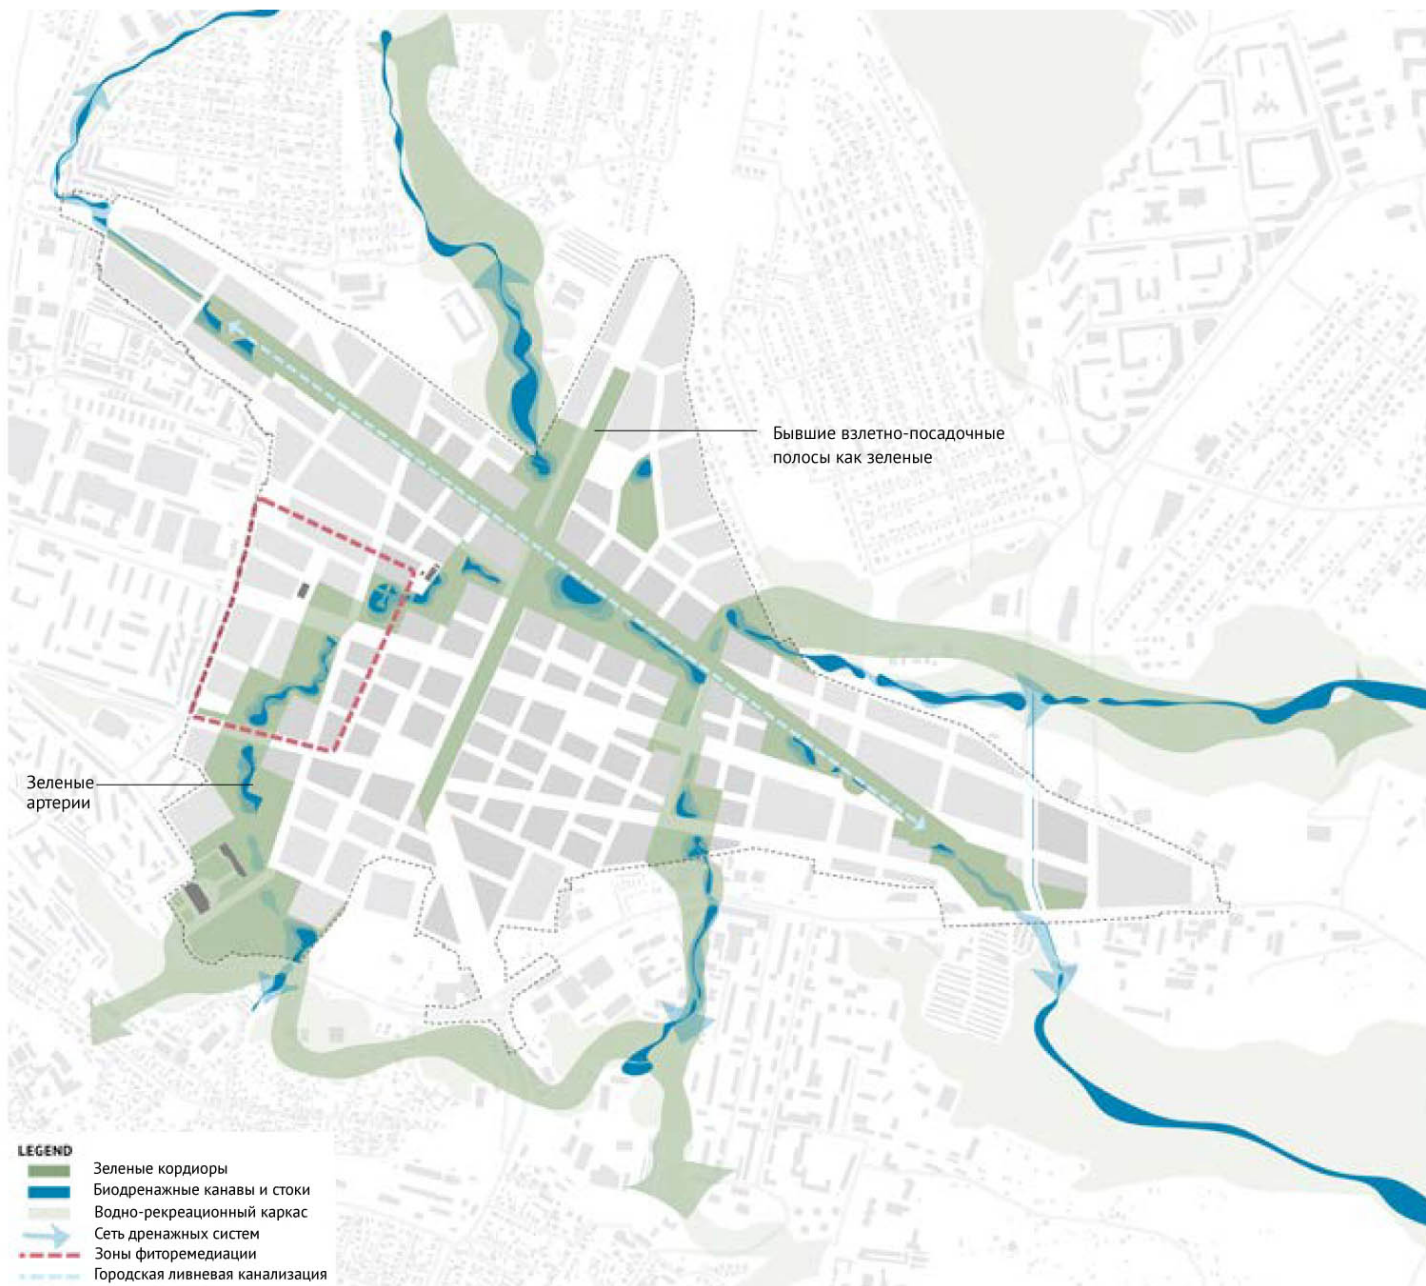 Бывшие взлетно-посадочные
полосы как зеленые
Зеленые
артерии
LEGEND
Зеленые кордиоры
Биодренажные канавы и стоки
Водно-рекреационный каркас
Сеть дренажных систем
Зоны фиторемедиации
Городская ливневая канализация